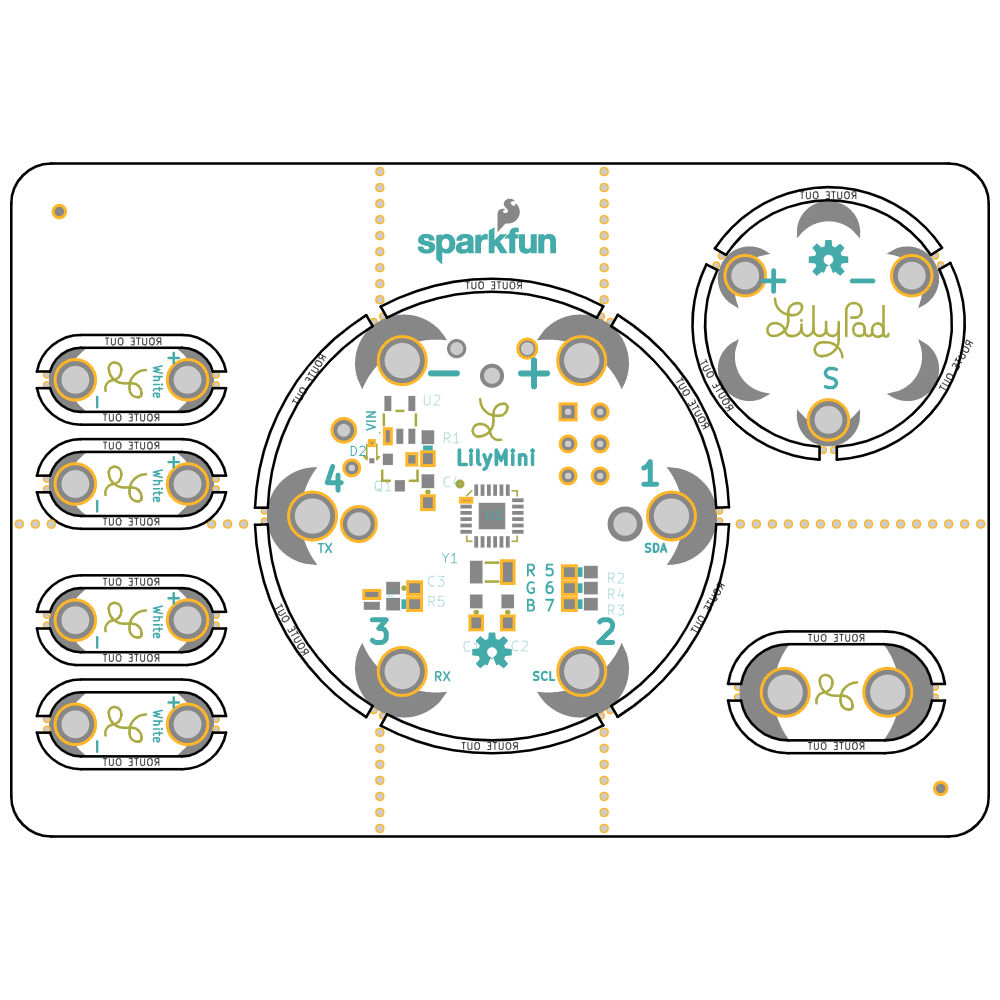 sparkfun
ROUTE OUT
ROUTE OUT
LilyPad
+ −
S
ROUTE OUT
ROUTE OUT
ROUTE OUT
− +
ROUTE OUT
ROUTE OUT
U2
VIN
R1
D2
Q1
LilyMini
4
1
TX
SDA
Y1
R 5
G 6
B 7
C3
R5
R2
R4
R3
3
2
C2
RX
SCL
ROUTE OUT
ROUTE OUT
ROUTE OUT
ROUTE OUT
+
White
−
ROUTE OUT
ROUTE OUT
+
White
−
ROUTE OUT
ROUTE OUT
+
White
−
ROUTE OUT
ROUTE OUT
+
White
−
ROUTE OUT
ROUTE OUT
ROUTE OUT